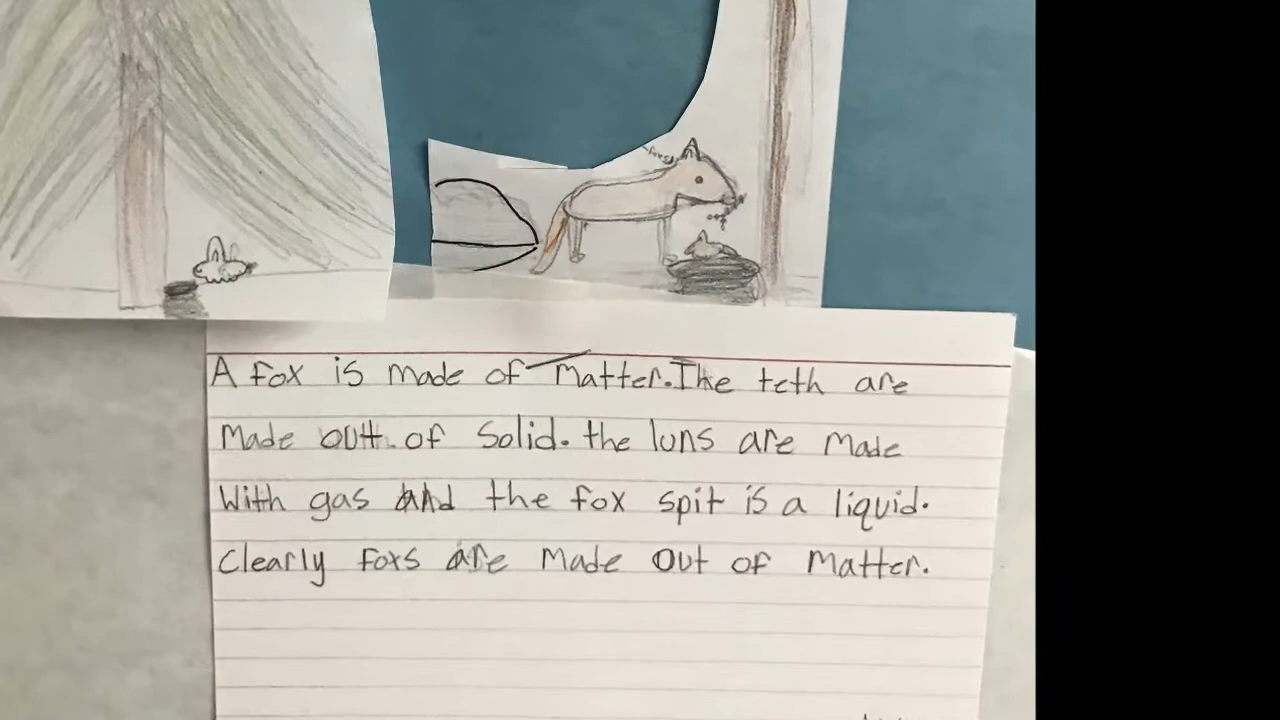 A fox is made of matter. The teth are
Made out of Solid. the luns are Made
With gas and the fox spit is a liquid.
Clearly foxs are Made out of Matter.